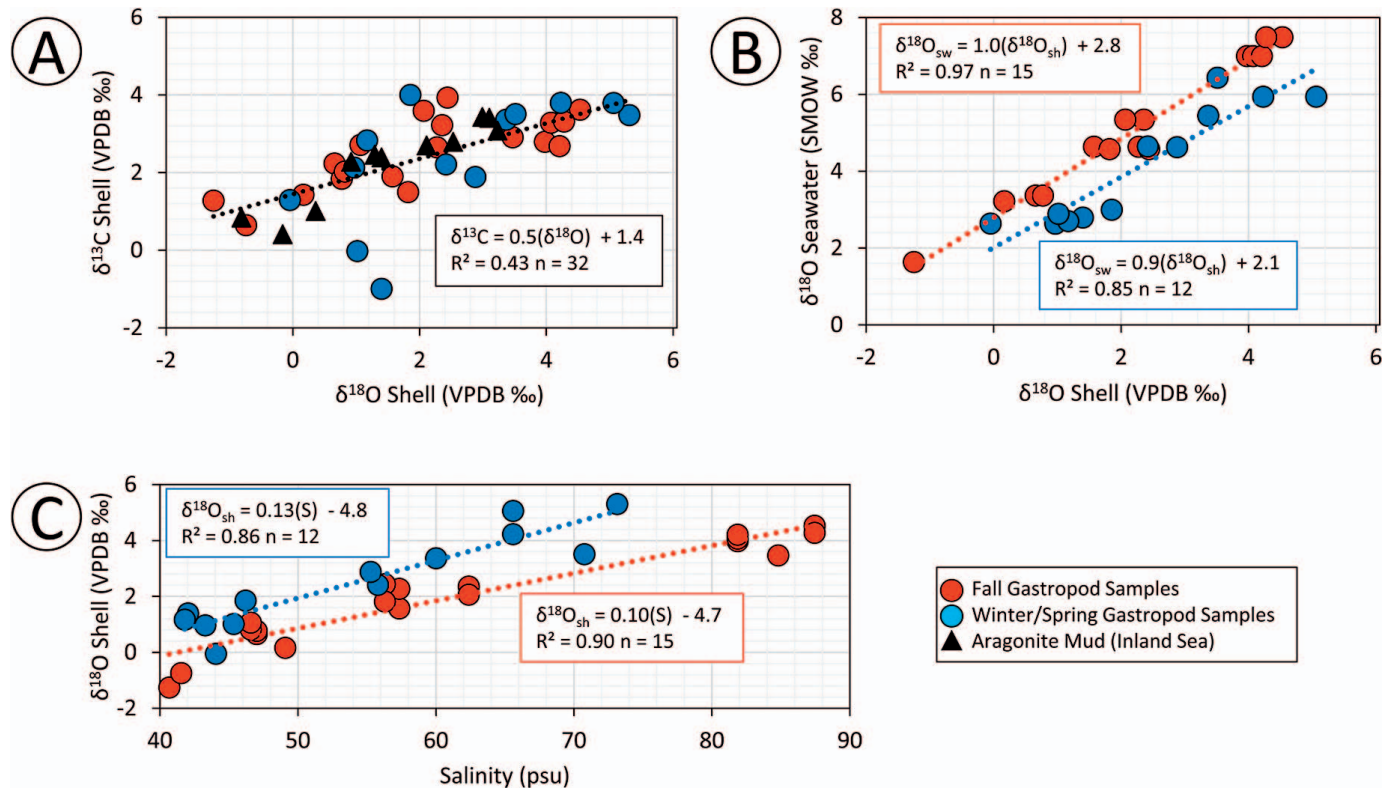 A
δ¹³C Shell (VPDB ‰)
6
4
2
0
-2
2
δ¹³C = 0.5(δ¹⁸O) + 1.4
R² = 0.43 n = 32
-2
0
2
4
6
δ¹⁸O Shell (VPDB ‰)
B
δ¹⁸O Seawater (SMOW ‰)
8
6
4
2
0
δ¹⁸Osw = 1.0(δ¹⁸Osh) + 2.8
R² = 0.97 n = 15
δ¹⁸Osw = 0.9(δ¹⁸Osh) + 2.1
R² = 0.85 n = 12
-2
0
2
4
6
δ¹⁸O Shell (VPDB ‰)
C
δ¹⁸O Shell (VPDB ‰)
6
4
2
0
-2
δ¹⁸Osh = 0.13(S) - 4.8
R² = 0.86 n = 12
δ¹⁸Osh = 0.10(S) - 4.7
R² = 0.90 n = 15
40
50
60
70
80
90
Salinity (psu)
Fall Gastropod Samples
Winter/Spring Gastropod Samples
Aragonite Mud (Inland Sea)